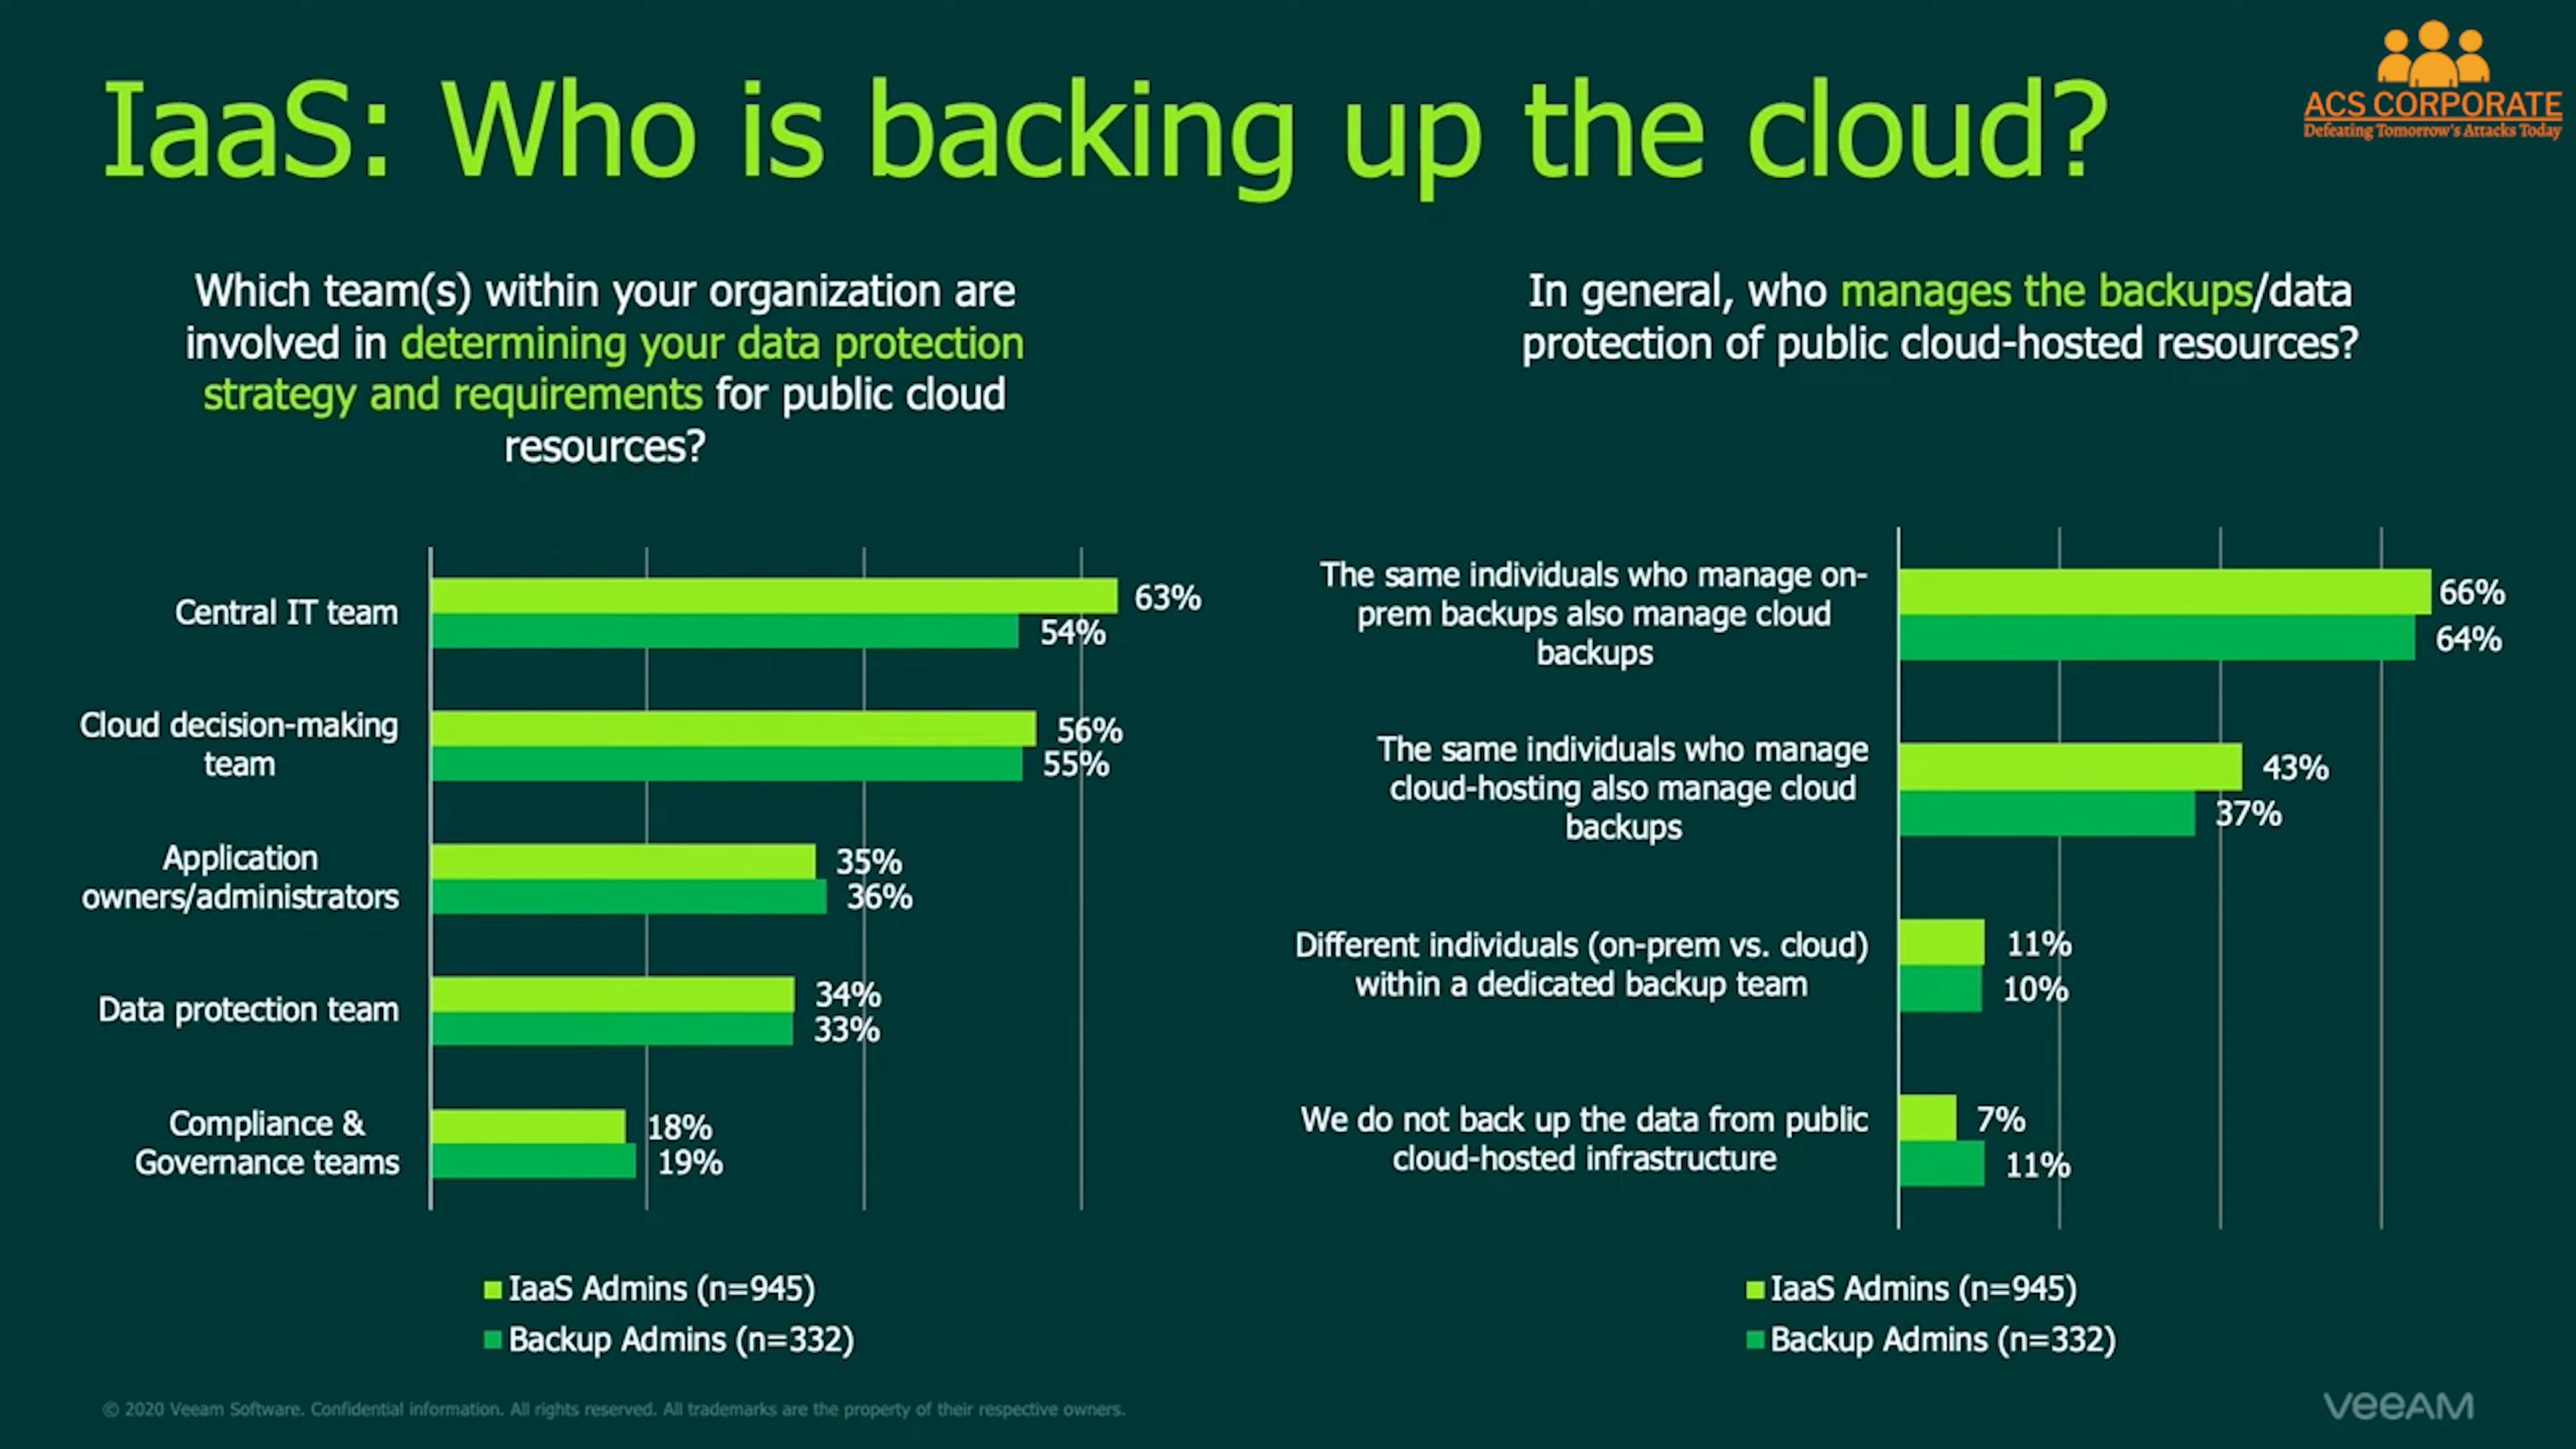 IaaS: Who is backing up the cloud?
ACS CORPORATE
Defeating Tomorrow's Attacks Today
Which team(s) within your organization are
involved in determining your data protection
strategy and requirements for public cloud
resources?
Central IT team
63%
54%
Cloud decision-making
team
56%
55%
Application
owners/administrators
35%
36%
Data protection team
34%
33%
Compliance &
Governance teams
18%
19%
IaaS Admins (n=945)
Backup Admins (n=332)
In general, who manages the backups/data
protection of public cloud-hosted resources?
The same individuals who manage on-
prem backups also manage cloud
backups
66%
64%
The same individuals who manage
cloud-hosting also manage cloud
backups
43%
37%
Different individuals (on-prem vs. cloud)
within a dedicated backup team
11%
10%
We do not back up the data from public
cloud-hosted infrastructure
7%
11%
IaaS Admins (n=945)
Backup Admins (n=332)
© 2020 Veeam Software. Confidential information. All rights reserved. All trademarks are the property of their respective owners.
VeeAM